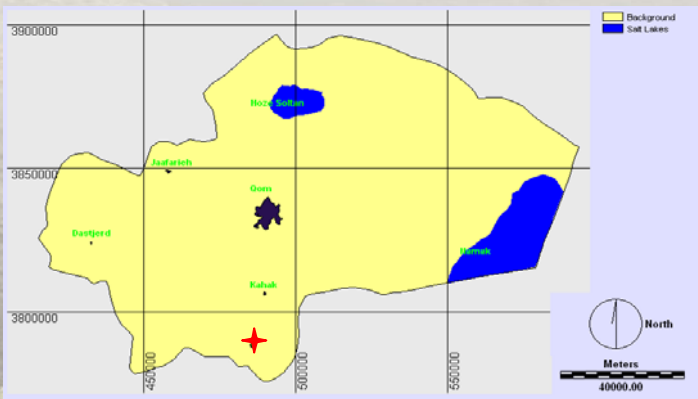 3900000
Background
Salt Lakes
Hoze Soltan
Jaafarieh
3850000
Qom
Dastjerd
Namak
Kahak
3800000
North
450000
500000
550000
Meters
40000.00